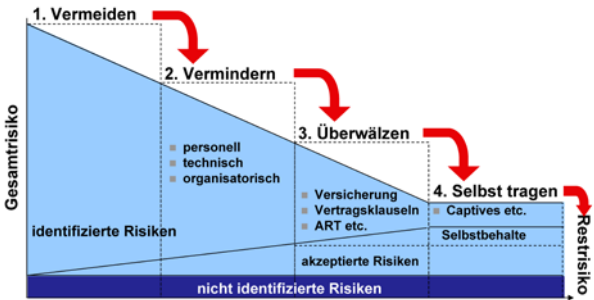 1. Vermeiden
2. Vermindern
personell
technisch
organisatorisch
3. Überwälzen
Versicherung
Vertragsklauseln
ART etc.
4. Selbst tragen
Captives etc.
Selbstbehalte
Gesamtrisiko
identifizierte Risiken
akzeptierte Risiken
nicht identifizierte Risiken
Restrisiko